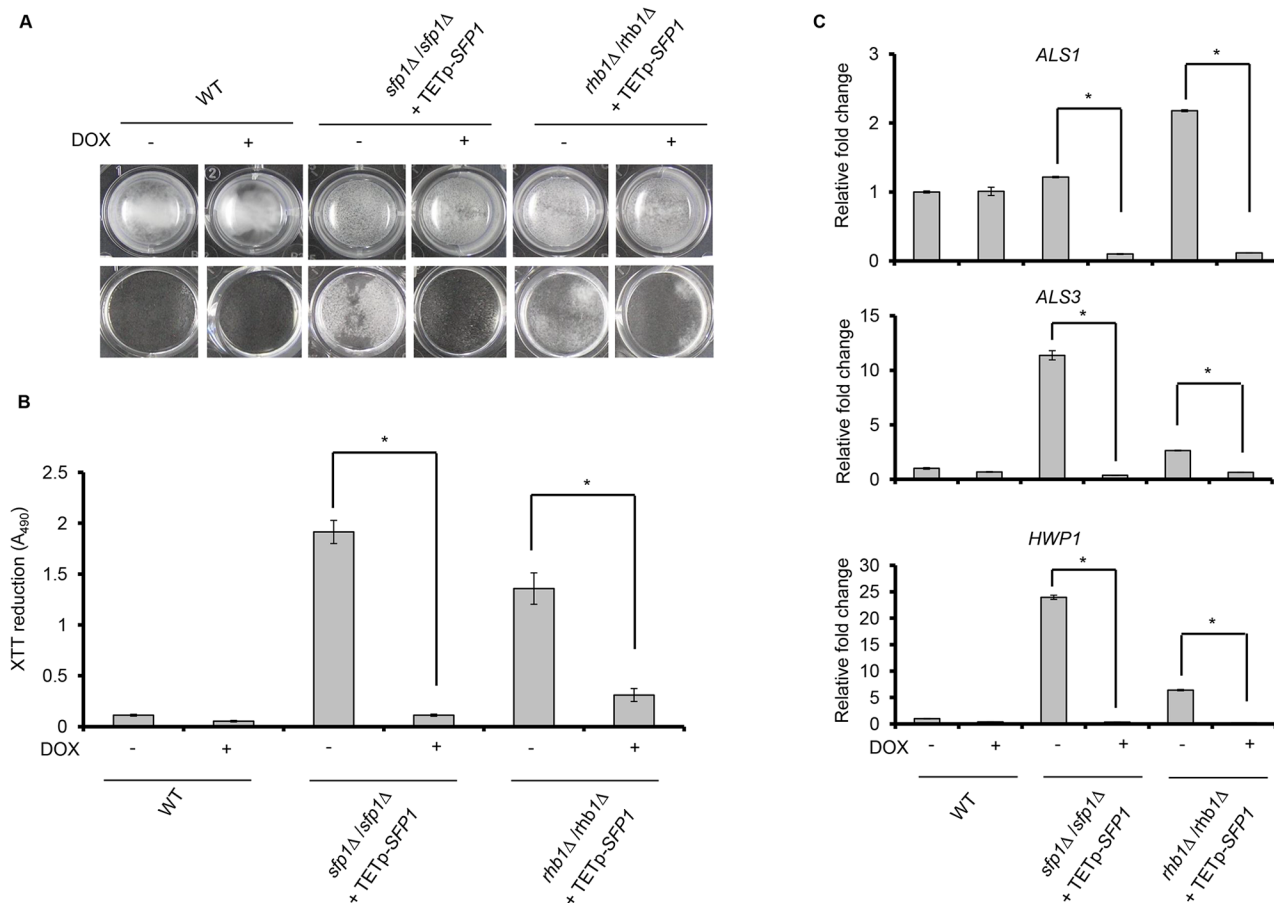 A
WT
sfp1Δ/sfp1Δ
+ TETp-SFP1
rhb1Δ/rhb1Δ
+ TETp-SFP1
DOX - + - + - +
1
2
B
XTT reduction (A490)
2.5
2
1.5
1
0.5
0
*
*
DOX - + - + - +
WT
sfp1Δ/sfp1Δ
+ TETp-SFP1
rhb1Δ/rhb1Δ
+ TETp-SFP1
C
ALS1
Relative fold change
3
2
1
0
*
*
ALS3
Relative fold change
15
10
5
0
*
*
HWP1
Relative fold change
30
25
20
15
10
5
0
*
*
DOX - + - + - +
WT
sfp1Δ/sfp1Δ
+ TETp-SFP1
rhb1Δ/rhb1Δ
+ TETp-SFP1